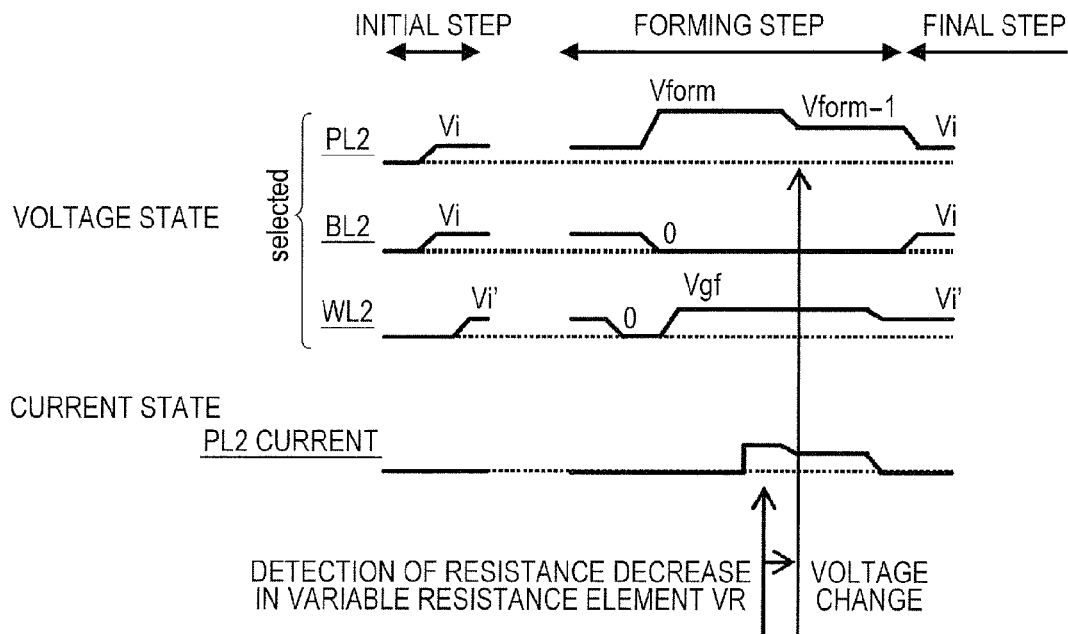 INITIAL STEP FORMING STEP FINAL STEP
Vform Vform−1
PL2 Vi Vi
VOLTAGE STATE selected BL2 Vi 0 Vi
WL2 Vi' 0 Vgf Vi'
CURRENT STATE
PL2 CURRENT
DETECTION OF RESISTANCE DECREASE
IN VARIABLE RESISTANCE ELEMENT VR
VOLTAGE
CHANGE